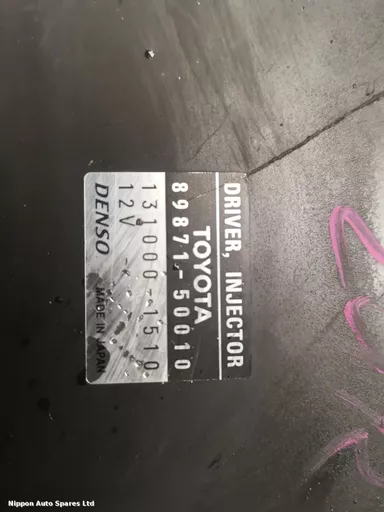 DRIVER, INJECTOR
TOYOTA
89871-50010
131000-1510
12V
DENSO MADE IN JAPAN
Nippon Auto Spares Ltd